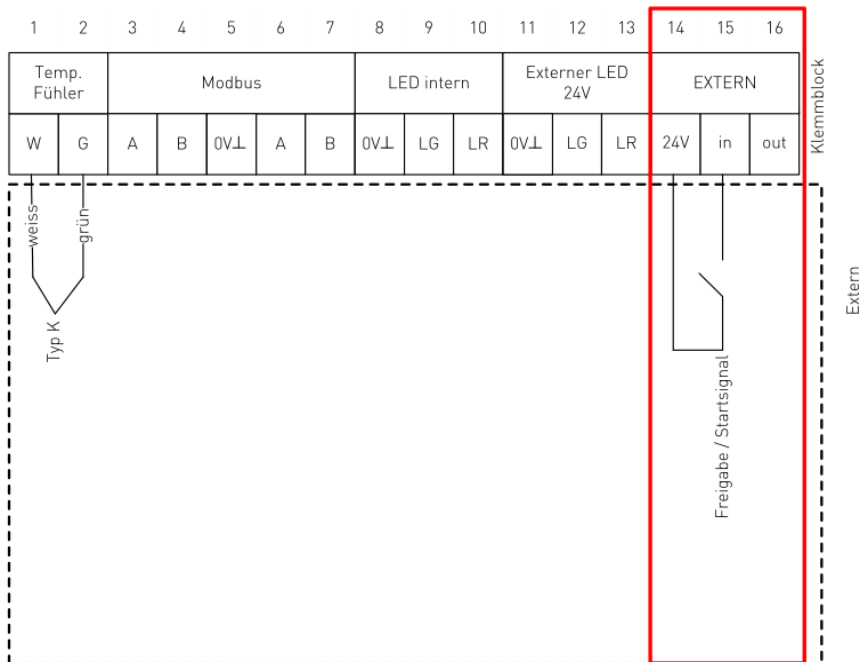 1 2 3 4 5 6 7 8 9 10 11 12 13 14 15 16
Temp.
Fühler
Modbus
LED intern
Externer LED
24V
EXTERN
Klemmblock
W G A B 0V⊥ A B 0V⊥ LG LR 0V⊥ LG LR 24V in out
weiss
grün
Typ K
Freigabe / Startsignal
Extern